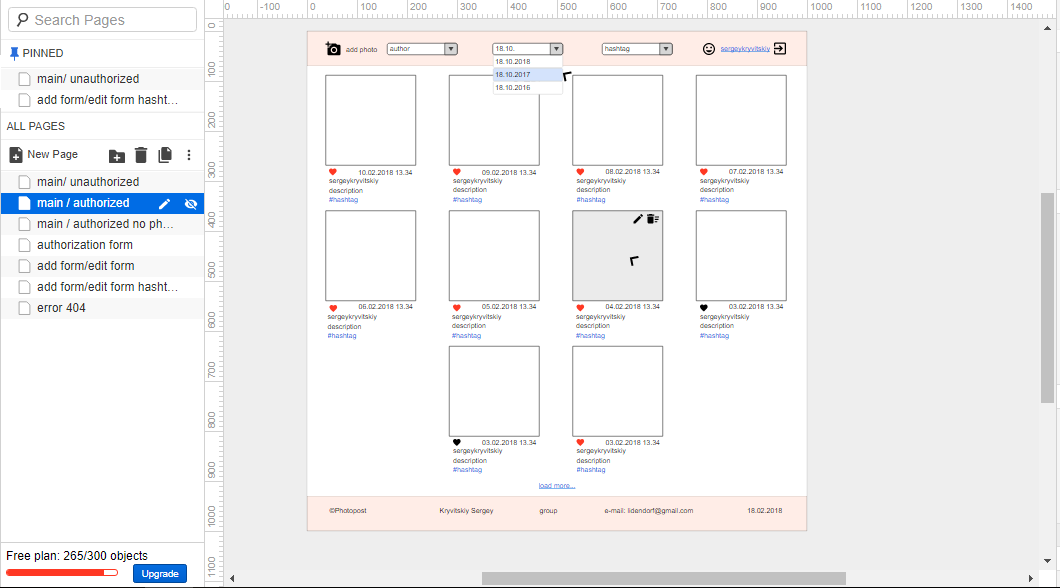 Search Pages
PINNED
main/ unauthorized
add form/edit form hasht...
ALL PAGES
New Page
main/ unauthorized
main / authorized
main / authorized no ph...
authorization form
add form/edit form
add form/edit form hasht...
error 404
Free plan: 265/300 objects
Upgrade
-100 0 100 200 300 400 500 600 700 800 900 1000 1100 1200 1300 1400
0
100
200
300
400
500
600
700
800
900
1000
1100
add photo author 18.10. hashtag sergeykryvitskiy
18.10.2018
18.10.2017
18.10.2016
10.02.2018 13.34 09.02.2018 13.34 08.02.2018 13.34 07.02.2018 13.34
sergeykryvitskiy sergeykryvitskiy sergeykryvitskiy sergeykryvitskiy
description description description description
#hashtag #hashtag #hashtag #hashtag
06.02.2018 13.34 05.02.2018 13.34 04.02.2018 13.34 03.02.2018 13.34
sergeykryvitskiy sergeykryvitskiy sergeykryvitskiy sergeykryvitskiy
description description description description
#hashtag #hashtag #hashtag #hashtag
03.02.2018 13.34 03.02.2018 13.34
sergeykryvitskiy sergeykryvitskiy
description description
#hashtag #hashtag
load more...
©Photopost Kryvitskiy Sergey group e-mail: lidendorf@gmail.com 18.02.2018